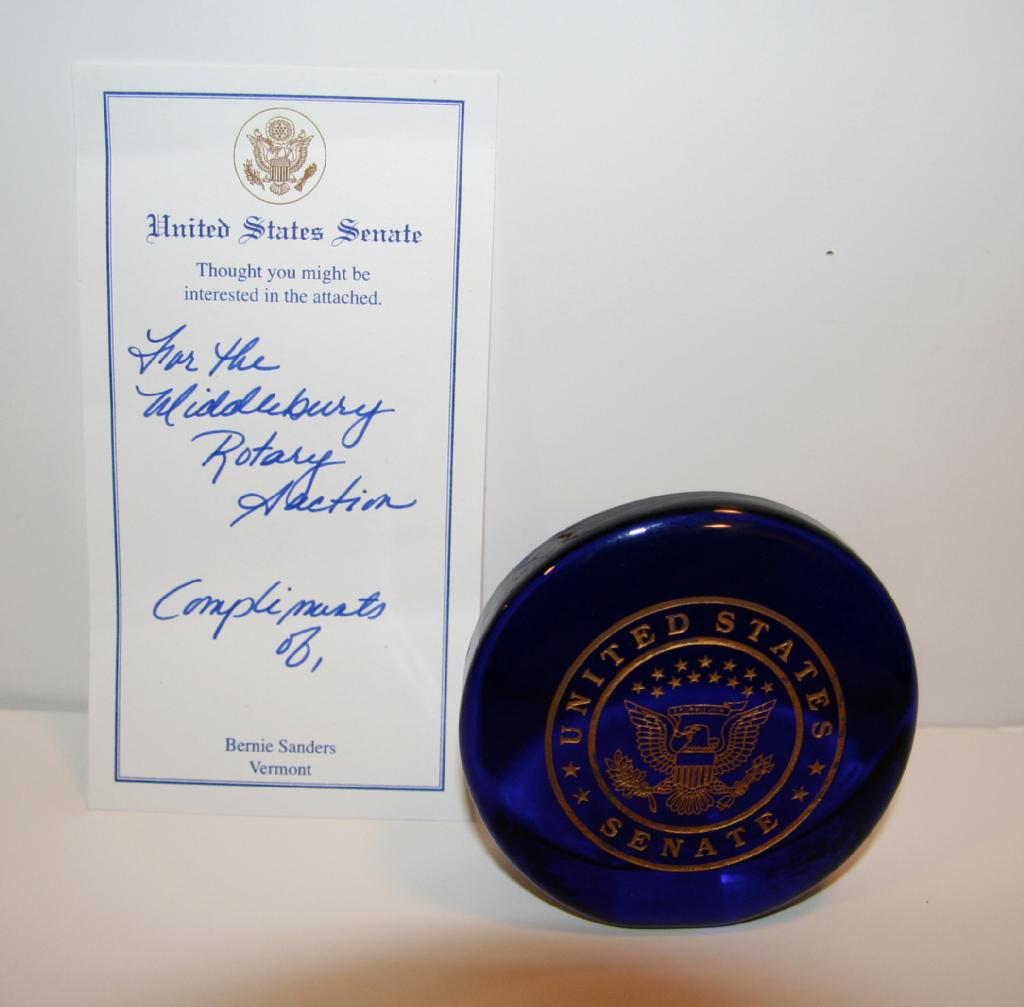 United States Senate
Thought you might be
interested in the attached.
For the
Middlebury
Rotary
Auction
Compliments
of,
Bernie Sanders
Vermont
UNITED STATES
SENATE